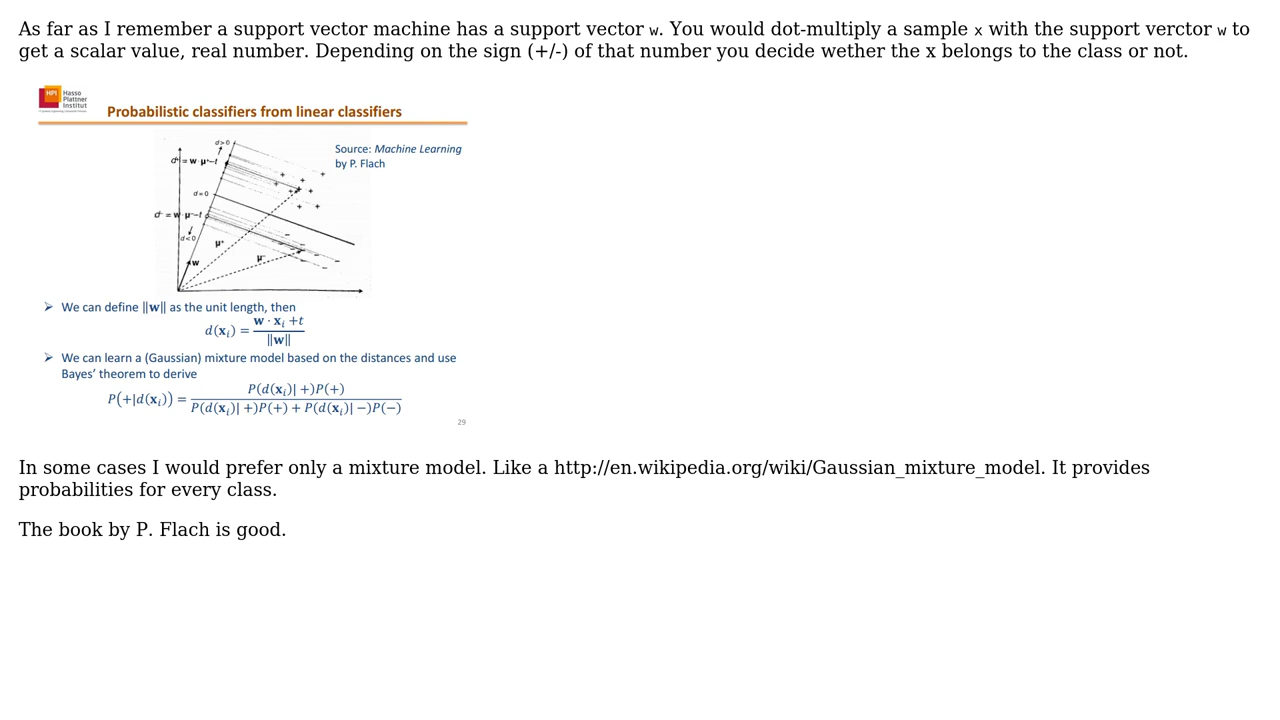 As far as I remember a support vector machine has a support vector w. You would dot-multiply a sample x with the support verctor w to
get a scalar value, real number. Depending on the sign (+/-) of that number you decide wether the x belongs to the class or not.
HPI Hasso
Plattner
Institut
Probabilistic classifiers from linear classifiers
Source: Machine Learning
by P. Flach
d>0
d⁺ = w·μ⁺−t
d=0
d⁻ = w·μ⁻−t
d<0
μ⁺
μ⁻
w
➢ We can define ||w|| as the unit length, then
d(xᵢ) = (w · xᵢ +t) / ||w||
➢ We can learn a (Gaussian) mixture model based on the distances and use
Bayes’ theorem to derive
P(+|d(xᵢ)) = P(d(xᵢ)| +)P(+) / P(d(xᵢ)| +)P(+) + P(d(xᵢ)| −)P(−)
29
In some cases I would prefer only a mixture model. Like a http://en.wikipedia.org/wiki/Gaussian_mixture_model. It provides
probabilities for every class.
The book by P. Flach is good.